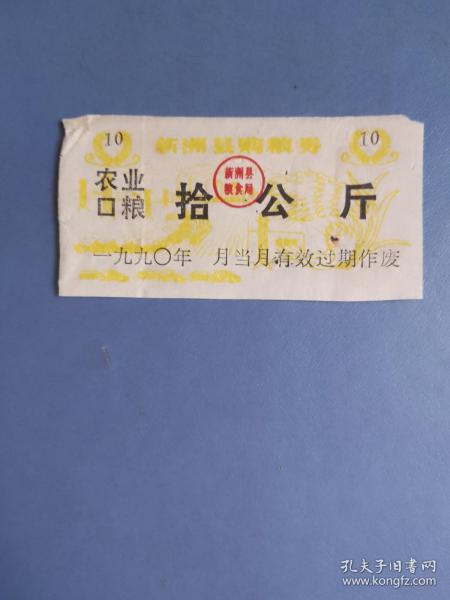 10 10
新洲县购粮券
农业
口粮
拾公斤
新洲县
粮食局
一九九〇年 月当月有效过期作废
孔夫子旧书网
www.kongfz.com